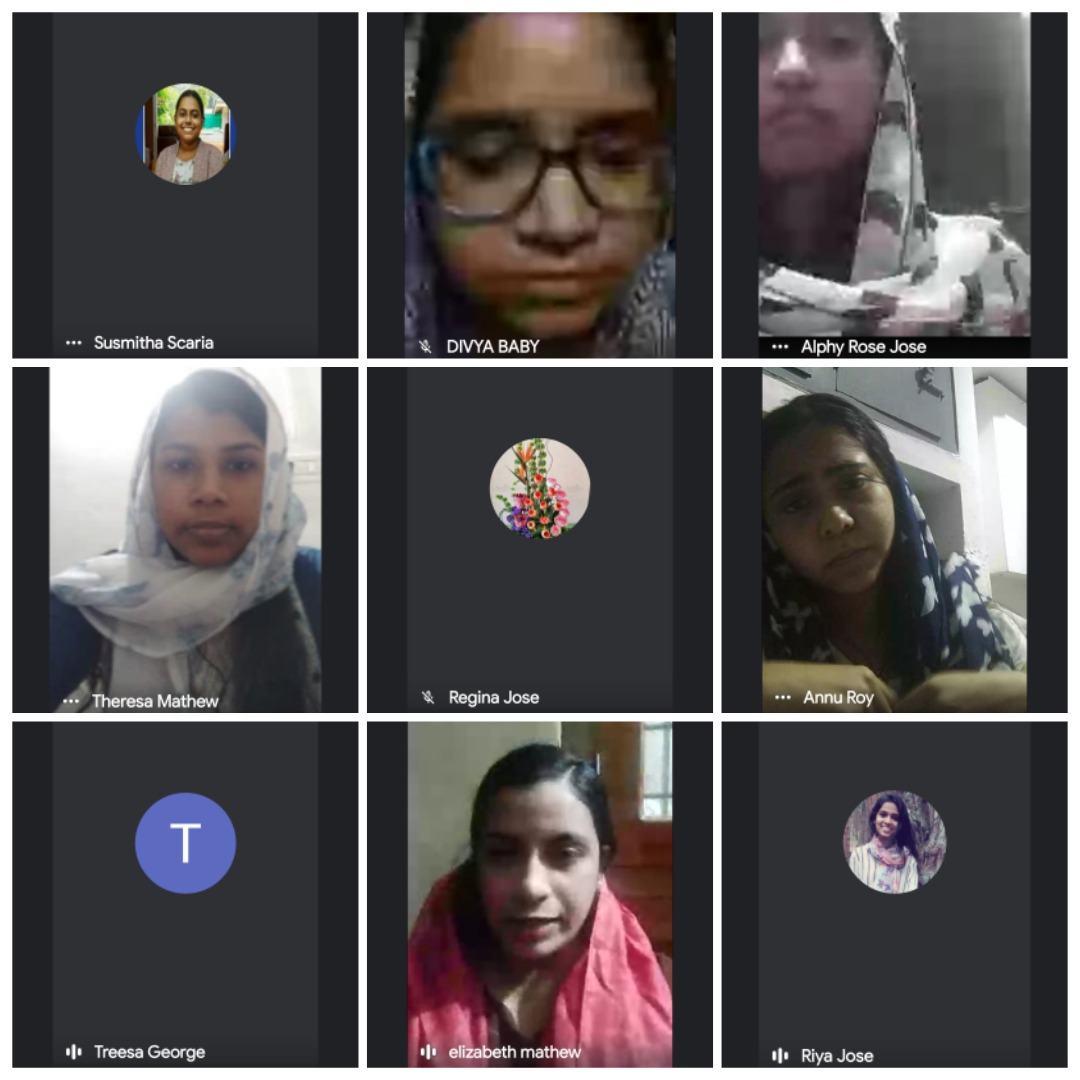 Susmitha Scaria
DIVYA BABY
Alphy Rose Jose
Theresa Mathew
Regina Jose
Annu Roy
T
Treesa George
elizabeth mathew
Riya Jose